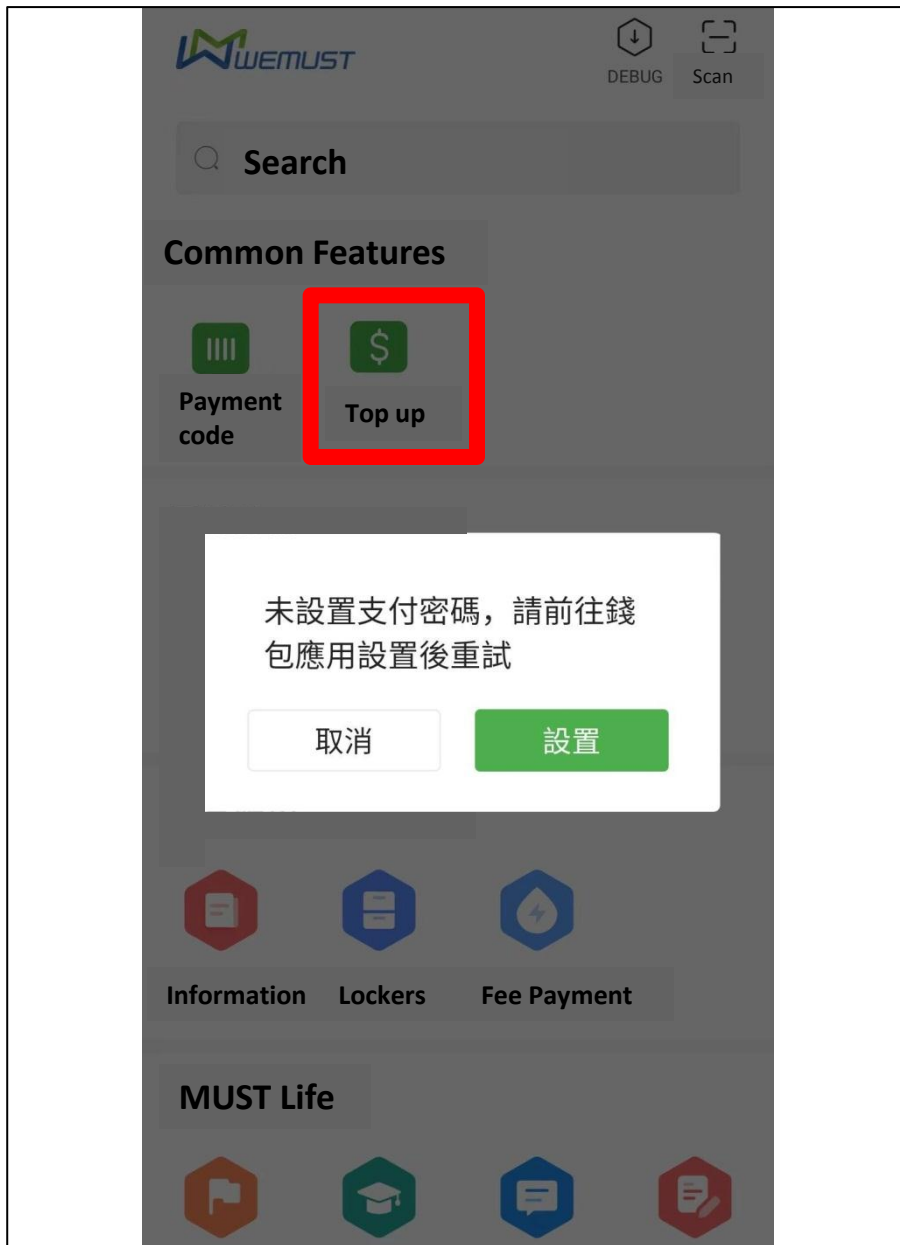 WEMUST
DEBUG
Scan
Search
Common Features
Payment
code
Top up
未設置支付密碼，請前往錢
包應用設置後重試
取消
設置
Information
Lockers
Fee Payment
MUST Life